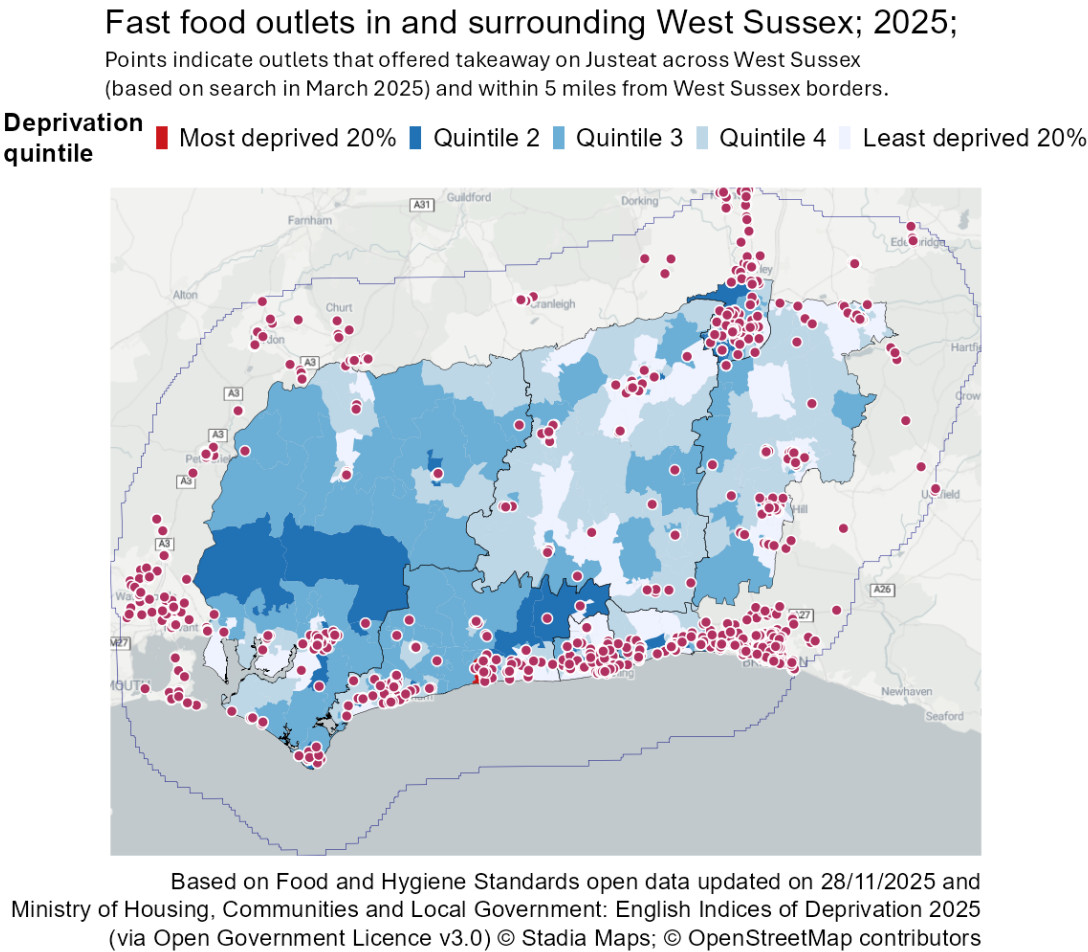 Fast food outlets in and surrounding West Sussex; 2025;
Points indicate outlets that offered takeaway on Justeat across West Sussex
(based on search in March 2025) and within 5 miles from West Sussex borders.
Deprivation
quintile
Most deprived 20%
Quintile 2
Quintile 3
Quintile 4
Least deprived 20%
Guildford
A31
Dorking
Farnham
Alton
Churt
Cranleigh
A3
A3
A3
A3
A3
A26
Newhaven
Seaford
Based on Food and Hygiene Standards open data updated on 28/11/2025 and
Ministry of Housing, Communities and Local Government: English Indices of Deprivation 2025
(via Open Government Licence v3.0) © Stadia Maps; © OpenStreetMap contributors